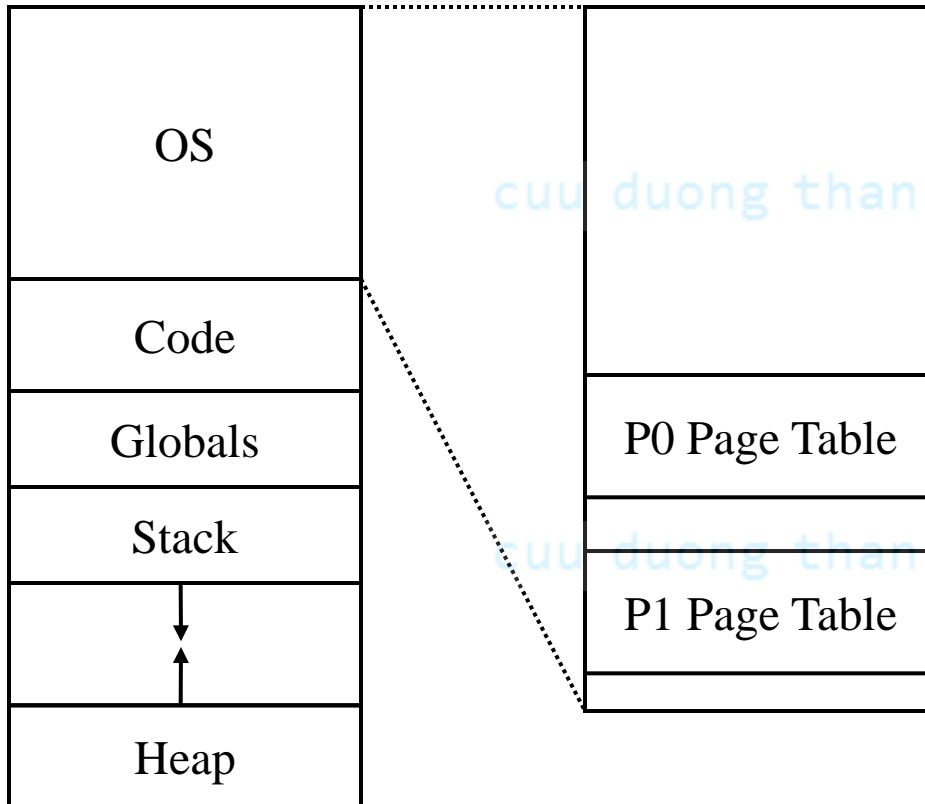 OS
Code
Globals
Stack
Heap
cuu duong than
P0 Page Table
cuu duong than
P1 Page Table